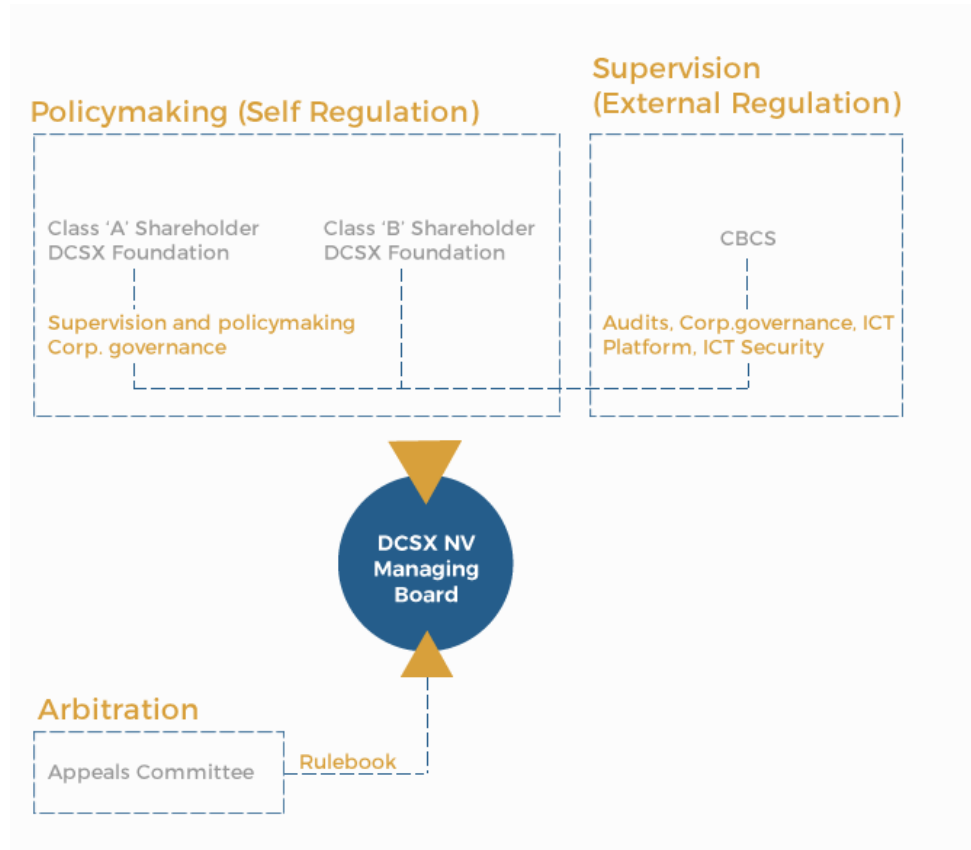 Policymaking (Self Regulation)
Supervision
(External Regulation)
Class ‘A’ Shareholder
DCSX Foundation
Class ‘B’ Shareholder
DCSX Foundation
CBCS
Supervision and policymaking
Corp. governance
Audits, Corp.governance, ICT
Platform, ICT Security
DCSX NV
Managing
Board
Arbitration
Appeals Committee
Rulebook